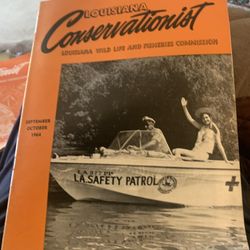 LOUISIANA
Conservationist
LOUISIANA WILD LIFE AND FISHERIES COMMISSION
SEPTEMBER
OCTOBER
1964
LA. SAFETY PATROL